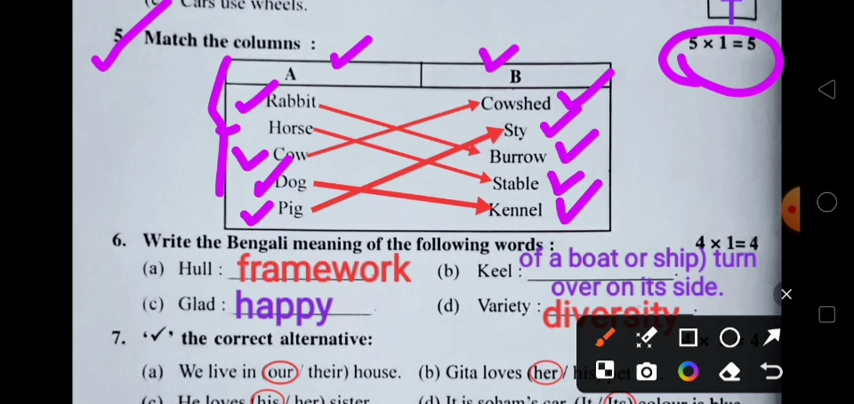 Cars use wheels.
5. Match the columns :
5 × 1 = 5
A B
Rabbit Cowshed
Horse Sty
Cow Burrow
Dog Stable
Pig Kennel
6. Write the Bengali meaning of the following words : 4 × 1= 4
(a) Hull : framework (b) Keel : of a boat or ship) turn
over on its side.
(c) Glad : happy (d) Variety : diversity
7. ‘✓’ the correct alternative:
(a) We live in (our/ their) house. (b) Gita loves (her/
(c) He loves (his/ her) sister. (d) It is soham's car. (It / Its) colour is blue